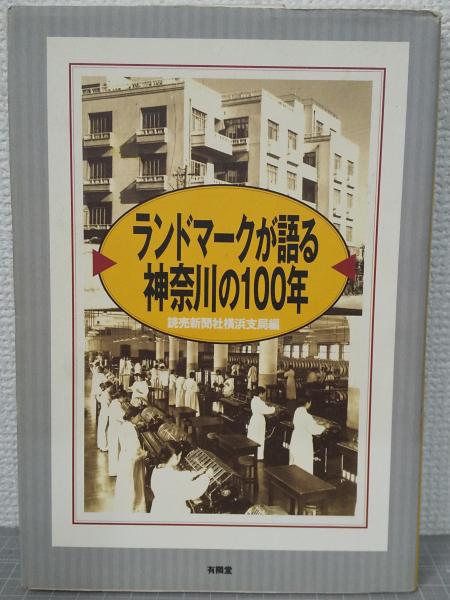 ランドマークが語る
神奈川の100年
読売新聞社横浜支局編
有隣堂